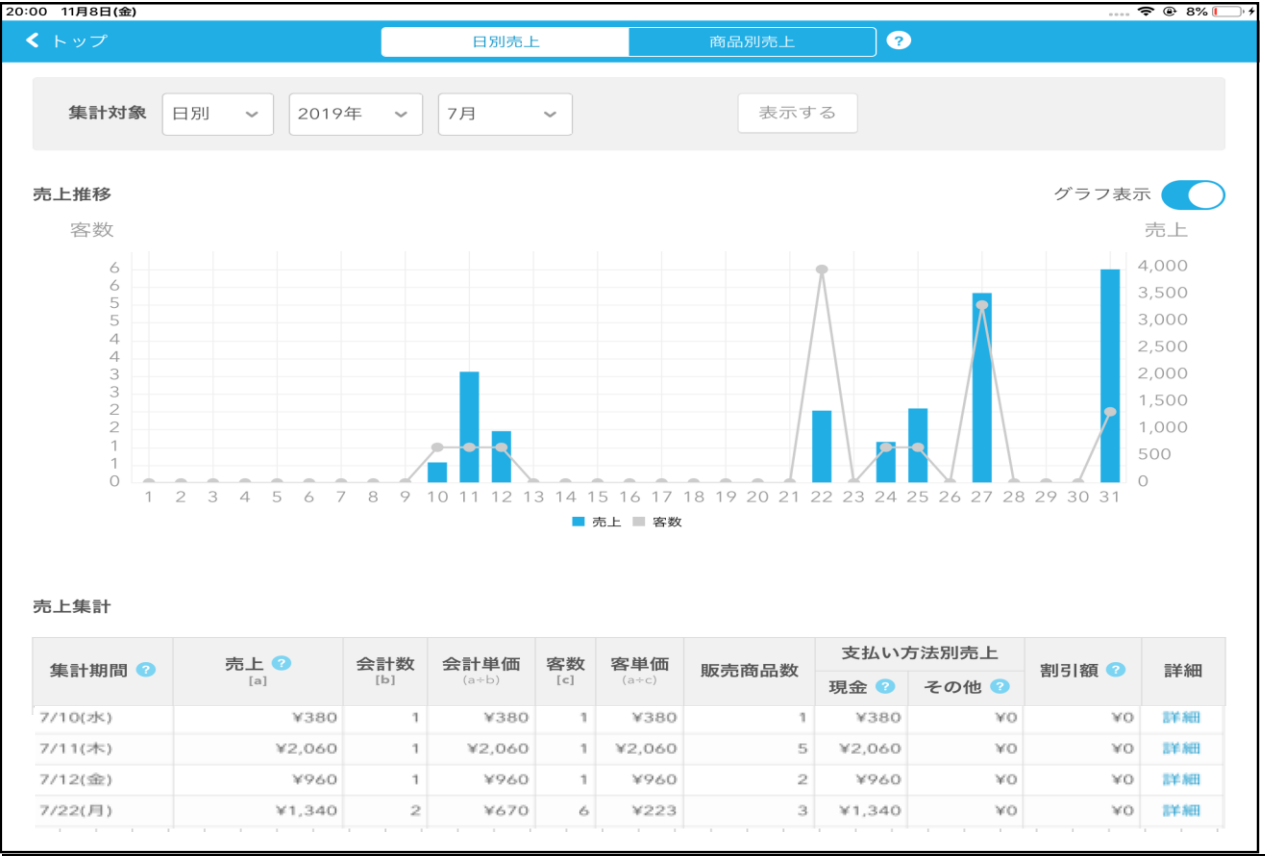 20:00 11月8日(金) 8%
トップ 日別売上 商品別売上 ?
集計対象 日別 2019年 7月 表示する
売上推移 グラフ表示
客数 売上
6 4,000
6 3,500
5
5 3,000
4
4 2,500
3 2,000
3 1,500
2
2 1,000
1
1 500
0 0
1 2 3 4 5 6 7 8 9 10 11 12 13 14 15 16 17 18 19 20 21 22 23 24 25 26 27 28 29 30 31
売上 客数
売上集計
集計期間 ? 売上 ? [a] 会計数 [b] 会計単価 (a÷b) 客数 [c] 客単価 (a÷c) 販売商品数 支払い方法別売上 割引額 ? 詳細
現金 ? その他 ?
7/10(水) ¥380 1 ¥380 1 ¥380 1 ¥380 ¥0 ¥0 詳細
7/11(木) ¥2,060 1 ¥2,060 1 ¥2,060 5 ¥2,060 ¥0 ¥0 詳細
7/12(金) ¥960 1 ¥960 1 ¥960 2 ¥960 ¥0 ¥0 詳細
7/22(月) ¥1,340 2 ¥670 6 ¥223 3 ¥1,340 ¥0 ¥0 詳細